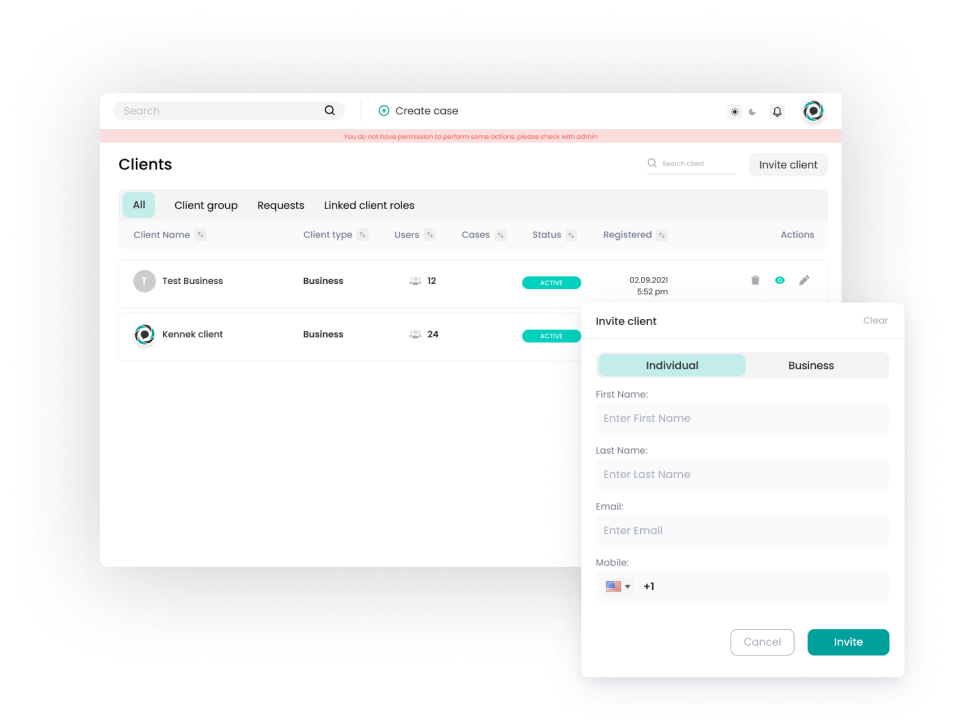 Search
Create case
You do not have permission to perform some actions, please check with admin
Clients
Search client
Invite client
All Client group Requests Linked client roles
Client Name Client type Users Cases Status Registered Actions
T Test Business Business 12 ACTIVE 02.09.2021
5:52 pm
Kennek client Business 24 ACTIVE
Invite client Clear
Individual Business
First Name:
Enter First Name
Last Name:
Enter Last Name
Email:
Enter Email
Mobile:
+1
Cancel Invite